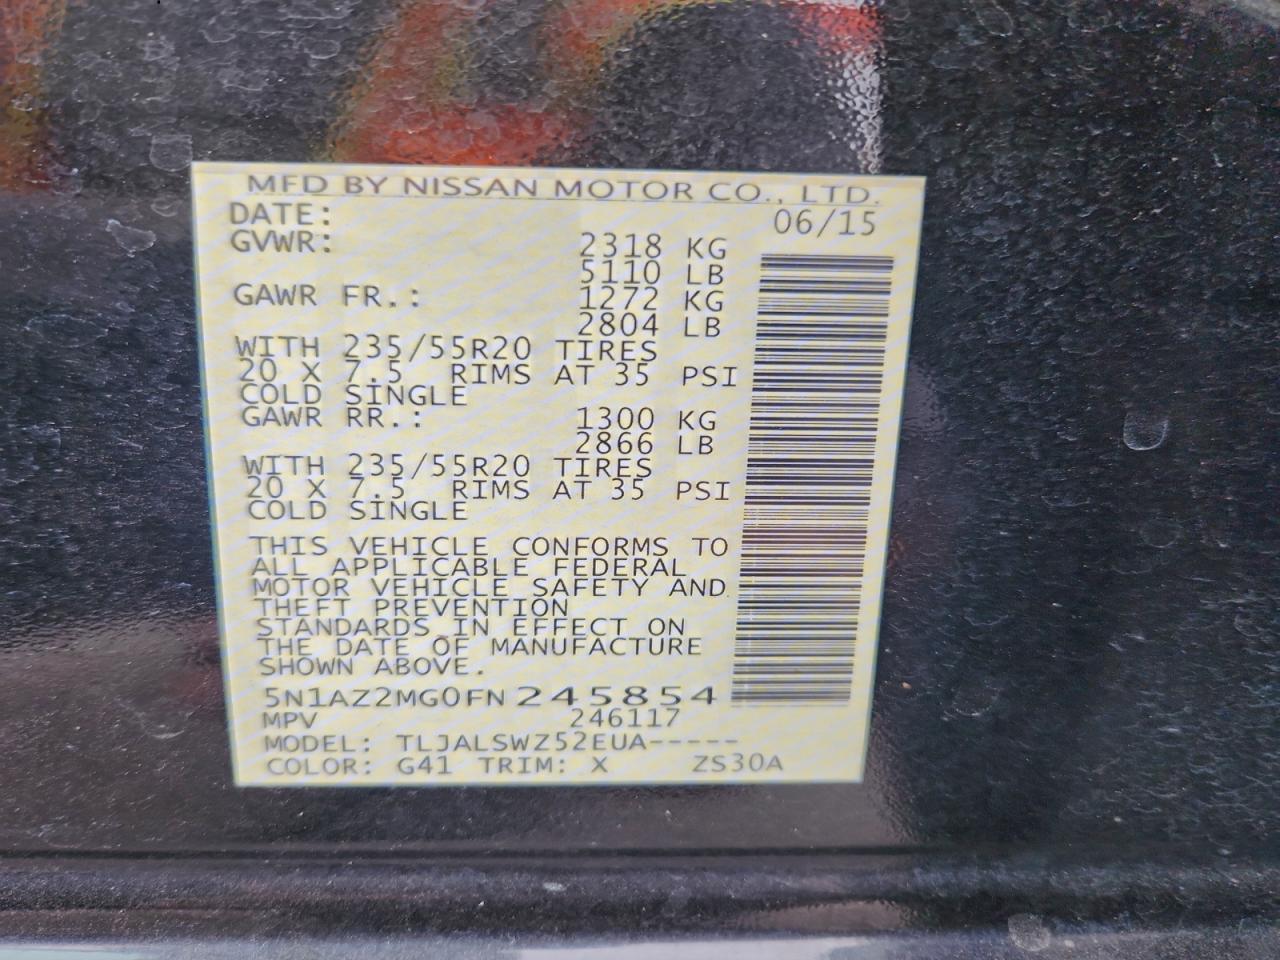 MFD BY NISSAN MOTOR CO., LTD.
DATE: 06/15
GVWR: 2318 KG
5110 LB
GAWR FR.: 1272 KG
2804 LB
WITH 235/55R20 TIRES
20 X 7.5 RIMS AT 35 PSI
COLD SINGLE
GAWR RR.: 1300 KG
2866 LB
WITH 235/55R20 TIRES
20 X 7.5 RIMS AT 35 PSI
COLD SINGLE
THIS VEHICLE CONFORMS TO
ALL APPLICABLE FEDERAL
MOTOR VEHICLE SAFETY AND
THEFT PREVENTION
STANDARDS IN EFFECT ON
THE DATE OF MANUFACTURE
SHOWN ABOVE.
5N1AZ2MG0FN245854
MPV 246117
MODEL: TLJALSWZ52EUA-----
COLOR: G41 TRIM: X ZS30A